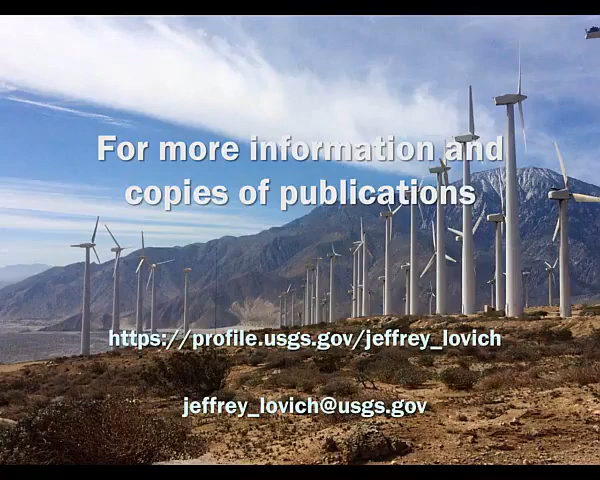 For more information and
copies of publications
https://profile.usgs.gov/jeffrey_lovich
jeffrey_lovich@usgs.gov